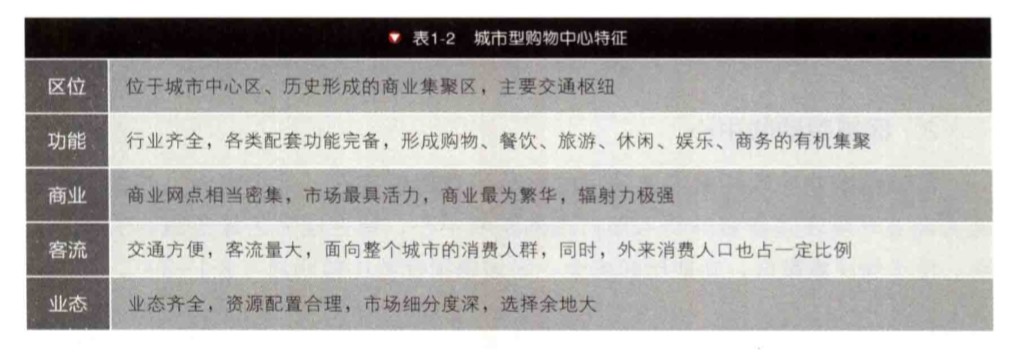 表1-2 城市型购物中心特征
区位 位于城市中心区、历史形成的商业集聚区，主要交通枢纽
功能 行业齐全，各类配套功能完备，形成购物、餐饮、旅游、休闲、娱乐、商务的有机集聚
商业 商业网点相当密集，市场最具活力，商业最为繁华，辐射力极强
客流 交通方便，客流量大，面向整个城市的消费人群，同时，外来消费人口也占一定比例
业态 业态齐全，资源配置合理，市场细分度深，选择余地大